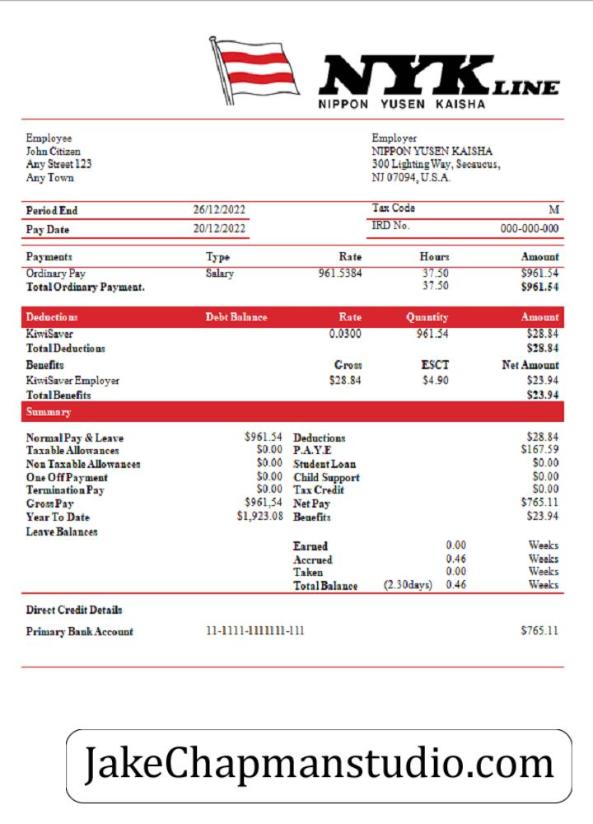 NYK LINE
NIPPON YUSEN KAISHA
Employee Employer
John Citizen NIPPON YUSEN KAISHA
Any Street 123 300 Lighting Way, Secaucus,
Any Town NJ 07094, U.S.A.
Period End 26/12/2022 Tax Code M
Pay Date 20/12/2022 IRD No. 000-000-000
Payments Type Rate Hours Amount
Ordinary Pay Salary 961.5384 37.50 $961.54
Total Ordinary Payment. 37.50 $961.54
Deductions Debt Balance Rate Quantity Amount
KiwiSaver 0.0300 961.54 $28.84
Total Deductions $28.84
Benefits Gross ESCT Net Amount
KiwiSaver Employer $28.84 $4.90 $23.94
Total Benefits $23.94
Summary
Normal Pay & Leave $961.54 Deductions $28.84
Taxable Allowances $0.00 P.A.Y.E $167.59
Non Taxable Allowances $0.00 Student Loan $0.00
One Off Payment $0.00 Child Support $0.00
Termination Pay $0.00 Tax Credit $0.00
Gross Pay $961,54 Net Pay $765.11
Year To Date $1,923.08 Benefits $23.94
Leave Balances
Earned 0.00 Weeks
Accrued 0.46 Weeks
Taken 0.00 Weeks
Total Balance (2.30days) 0.46 Weeks
Direct Credit Details
Primary Bank Account 11-1111-1111111-111 $765.11
JakeChapmanstudio.com